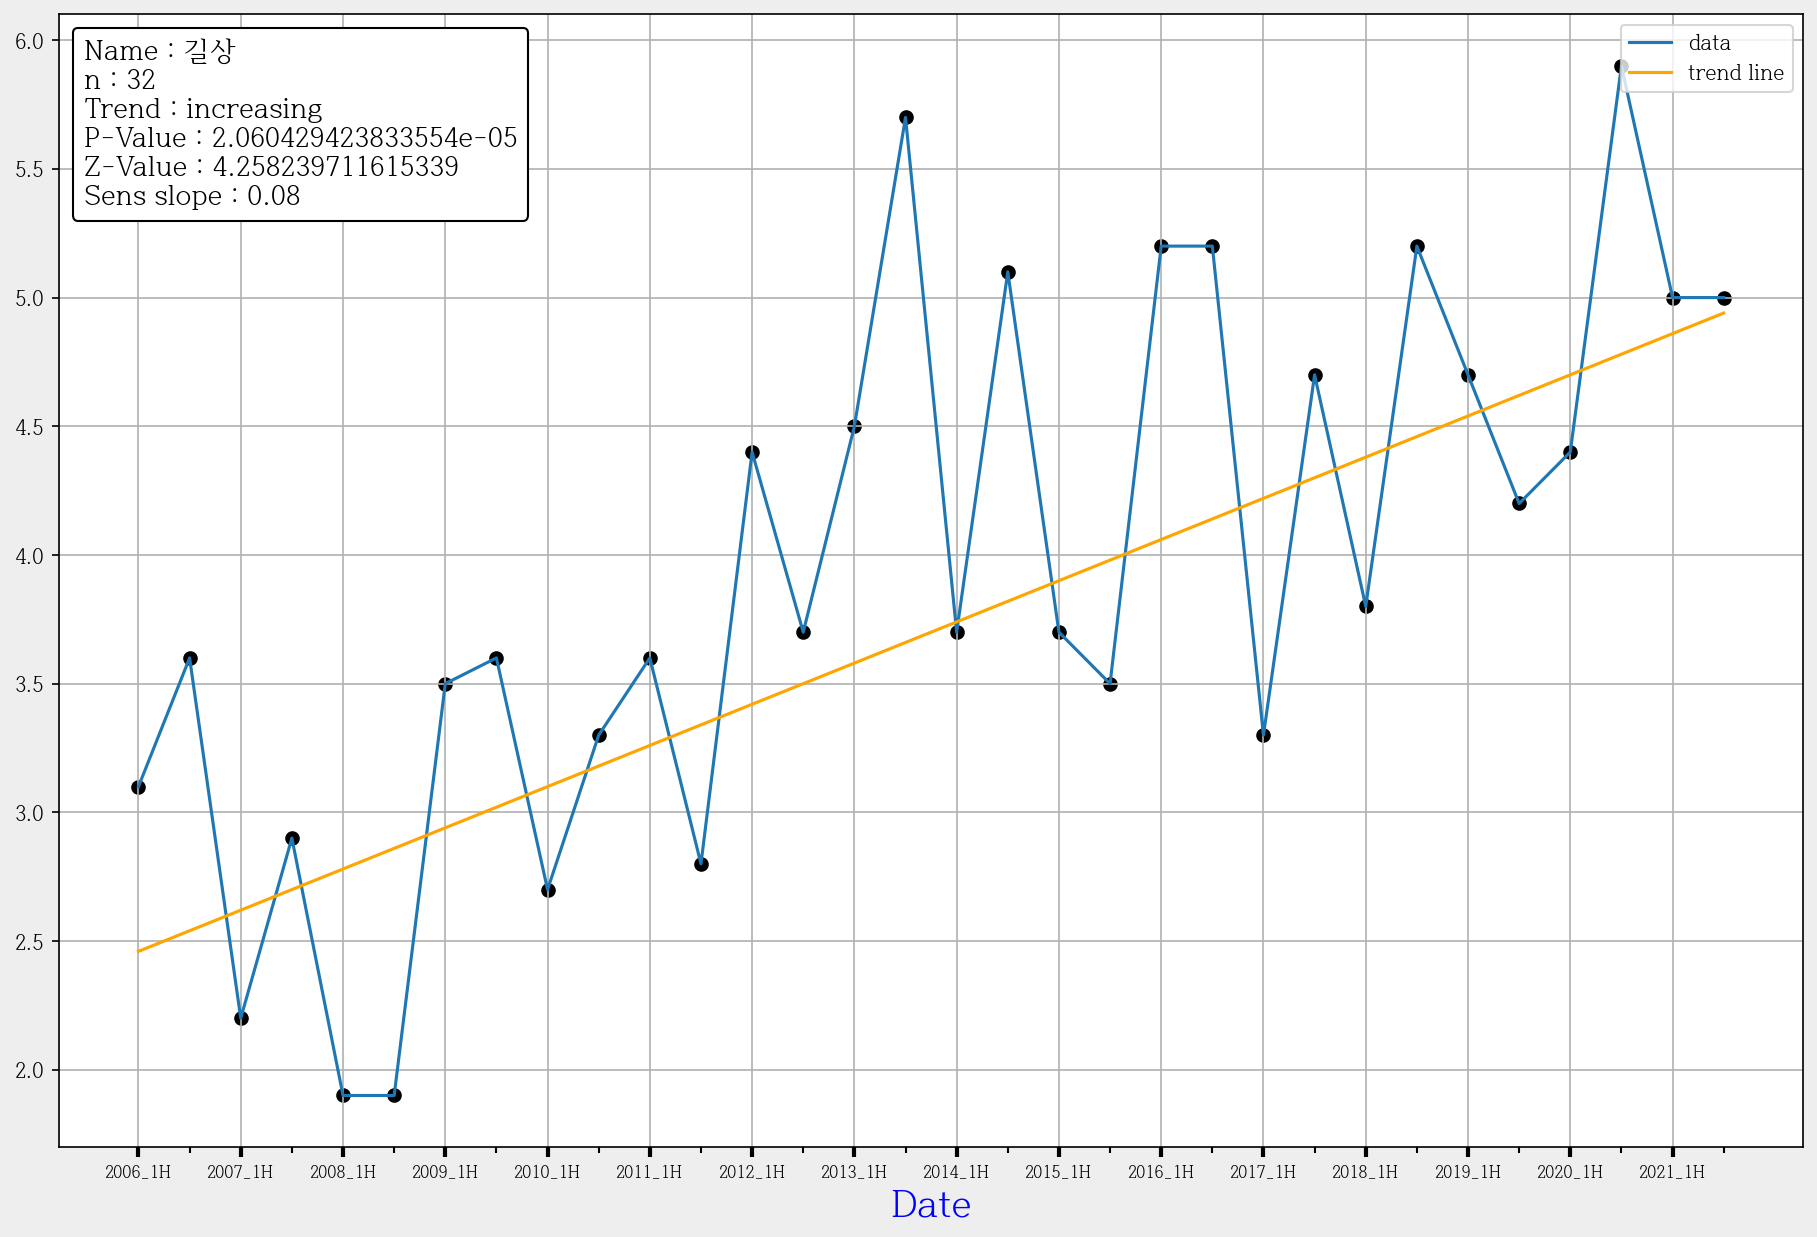 Name : 길상
n : 32
Trend : increasing
P-Value : 2.060429423833554e-05
Z-Value : 4.258239711615339
Sens slope : 0.08
data
trend line
6.0
5.5
5.0
4.5
4.0
3.5
3.0
2.5
2.0
2006_1H 2007_1H 2008_1H 2009_1H 2010_1H 2011_1H 2012_1H 2013_1H 2014_1H 2015_1H 2016_1H 2017_1H 2018_1H 2019_1H 2020_1H 2021_1H
Date